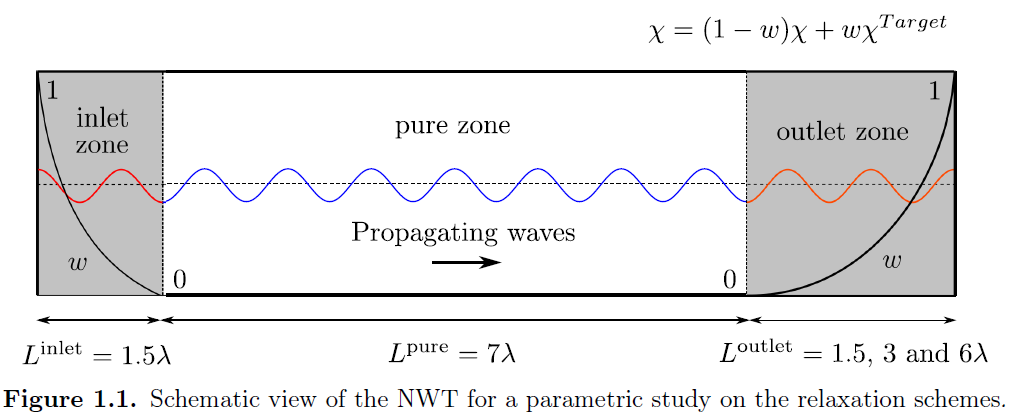 χ = (1 − w)χ + wχ^Target
1
inlet
zone
pure zone
1
outlet zone
Propagating waves
w
0
0
w
L^inlet = 1.5λ
L^pure = 7λ
L^outlet = 1.5, 3 and 6λ
Figure 1.1. Schematic view of the NWT for a parametric study on the relaxation schemes.